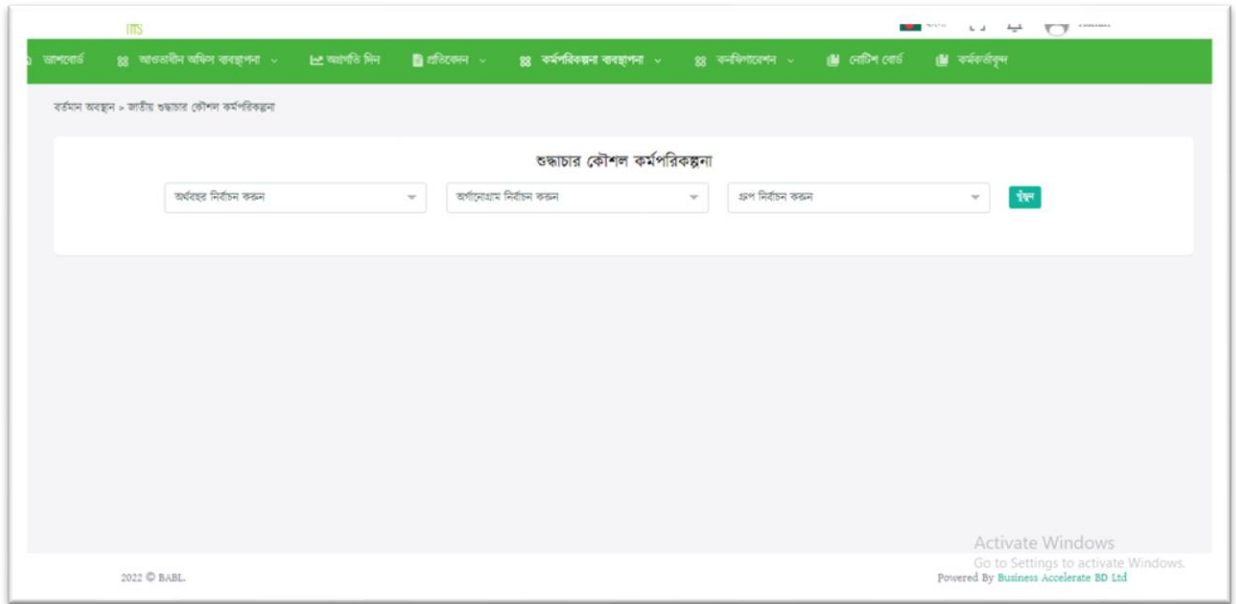 IMS
ড্যাশবোর্ড আওতাধীন অফিস ব্যবস্থাপনা অগ্রগতি দিন প্রতিবেদন কর্মপরিকল্পনা ব্যবস্থাপনা কনফিগারেশন নোটিশ বোর্ড কর্মকর্তাবৃন্দ
বর্তমান অবস্থান » জাতীয় শুদ্ধাচার কৌশল কর্মপরিকল্পনা
শুদ্ধাচার কৌশল কর্মপরিকল্পনা
অর্থবছর নির্বাচন করুন অর্গানোগ্রাম নির্বাচন করুন গ্রুপ নির্বাচন করুন খুঁজুন
Activate Windows
Go to Settings to activate Windows.
2022 © BABL. Powered By Business Accelerate BD Ltd